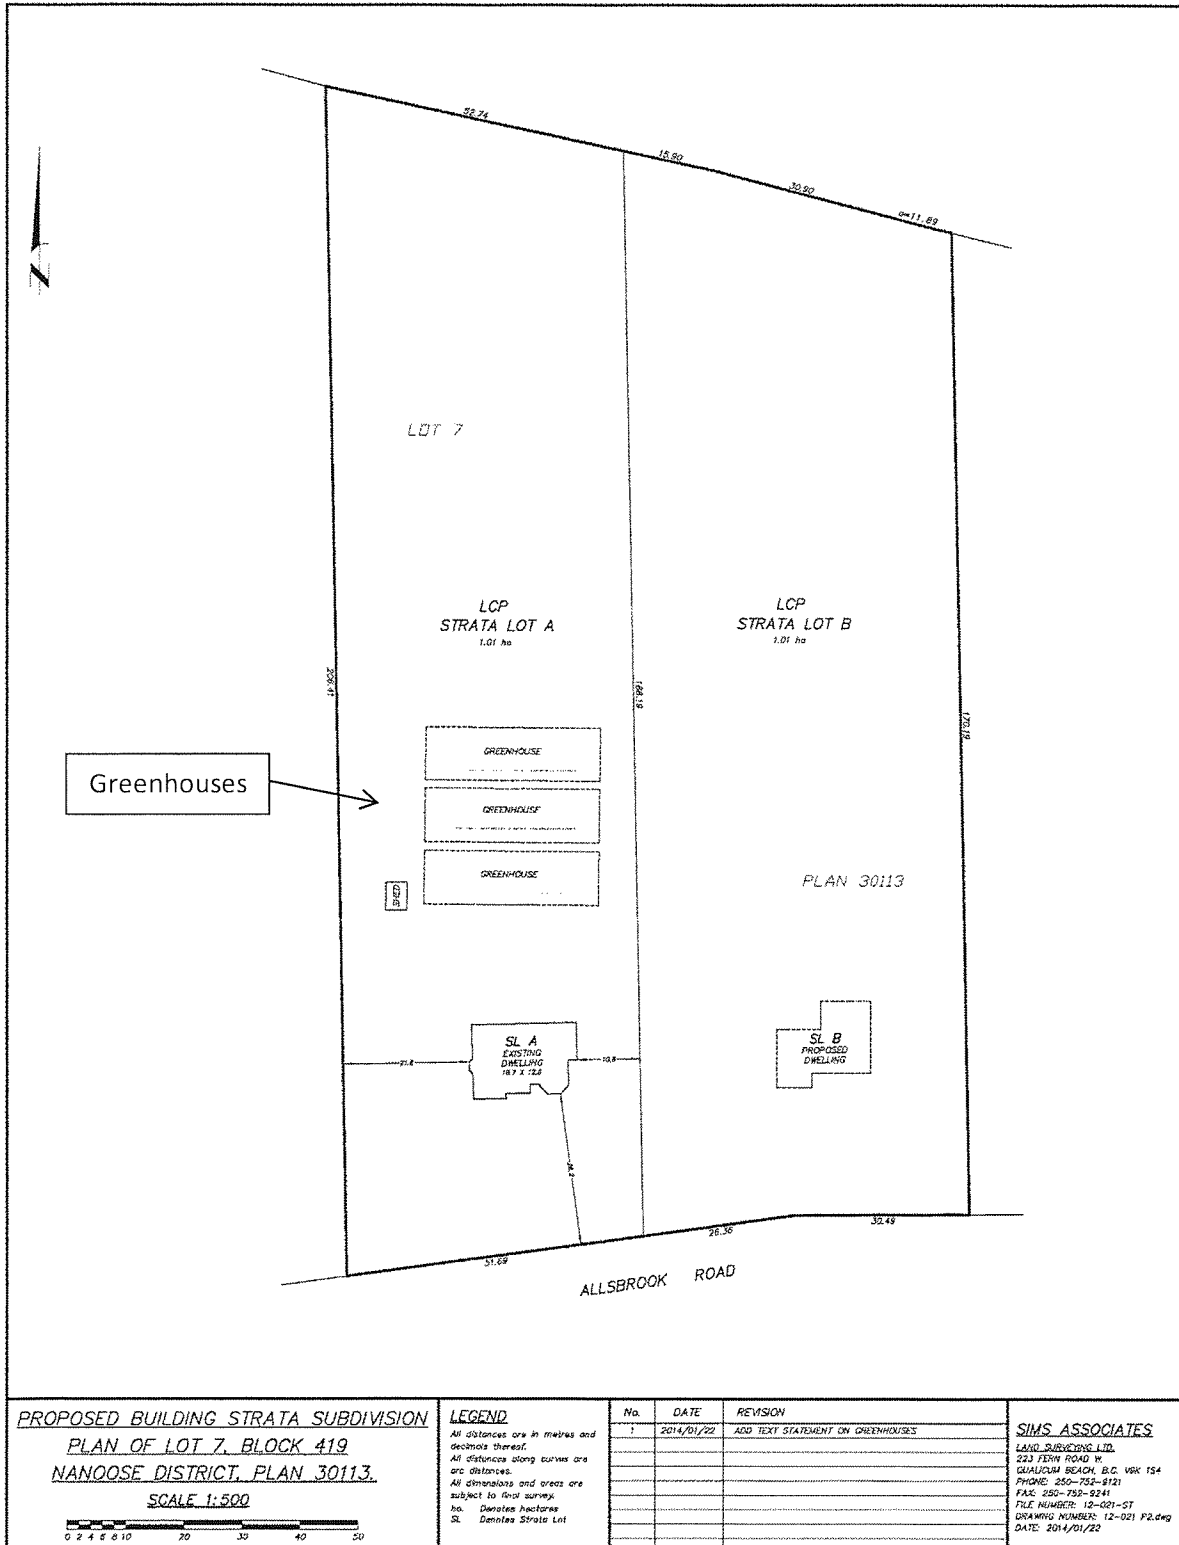 52.74
15.90
30.90
a=11.89
LOT 7
LCP
STRATA LOT A
1.01 ha
LCP
STRATA LOT B
1.01 ha
206.41
188.19
170.19
Greenhouses
GREENHOUSE
GREENHOUSE
GREENHOUSE
SHED
PLAN 30113
SL A
EXISTING
DWELLING
SL B
PROPOSED
DWELLING
21.8
10.8
51.69
26.36
30.49
ALLSBROOK ROAD
PROPOSED BUILDING STRATA SUBDIVISION
PLAN OF LOT 7, BLOCK 419
NANOOSE DISTRICT, PLAN 30113.
SCALE 1:500
0 2 4 6 8 10 20 30 40 50
LEGEND
All distances are in metres and
decimals thereof.
All distances along curves are
arc distances.
All dimensions and areas are
subject to final survey.
ha. Denotes hectares
SL Denotes Strata Lot
No. DATE REVISION
1 2014/01/22 ADD TEXT STATEMENT ON GREENHOUSES
SIMS ASSOCIATES
LAND SURVEYING LTD.
223 FERN ROAD W.
QUALICUM BEACH, B.C. V9K 1S4
PHONE: 250-752-9121
FAX: 250-752-9241
FILE NUMBER: 12-021-ST
DRAWING NUMBER: 12-021 P2.dwg
DATE: 2014/01/22